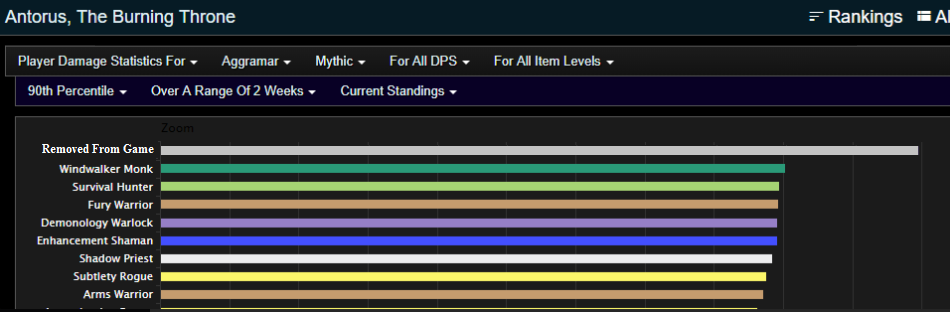 Antorus, The Burning Throne Rankings Al
Player Damage Statistics For Aggramar Mythic For All DPS For All Item Levels
90th Percentile Over A Range Of 2 Weeks Current Standings
Zoom
Removed From Game
Windwalker Monk
Survival Hunter
Fury Warrior
Demonology Warlock
Enhancement Shaman
Shadow Priest
Subtlety Rogue
Arms Warrior